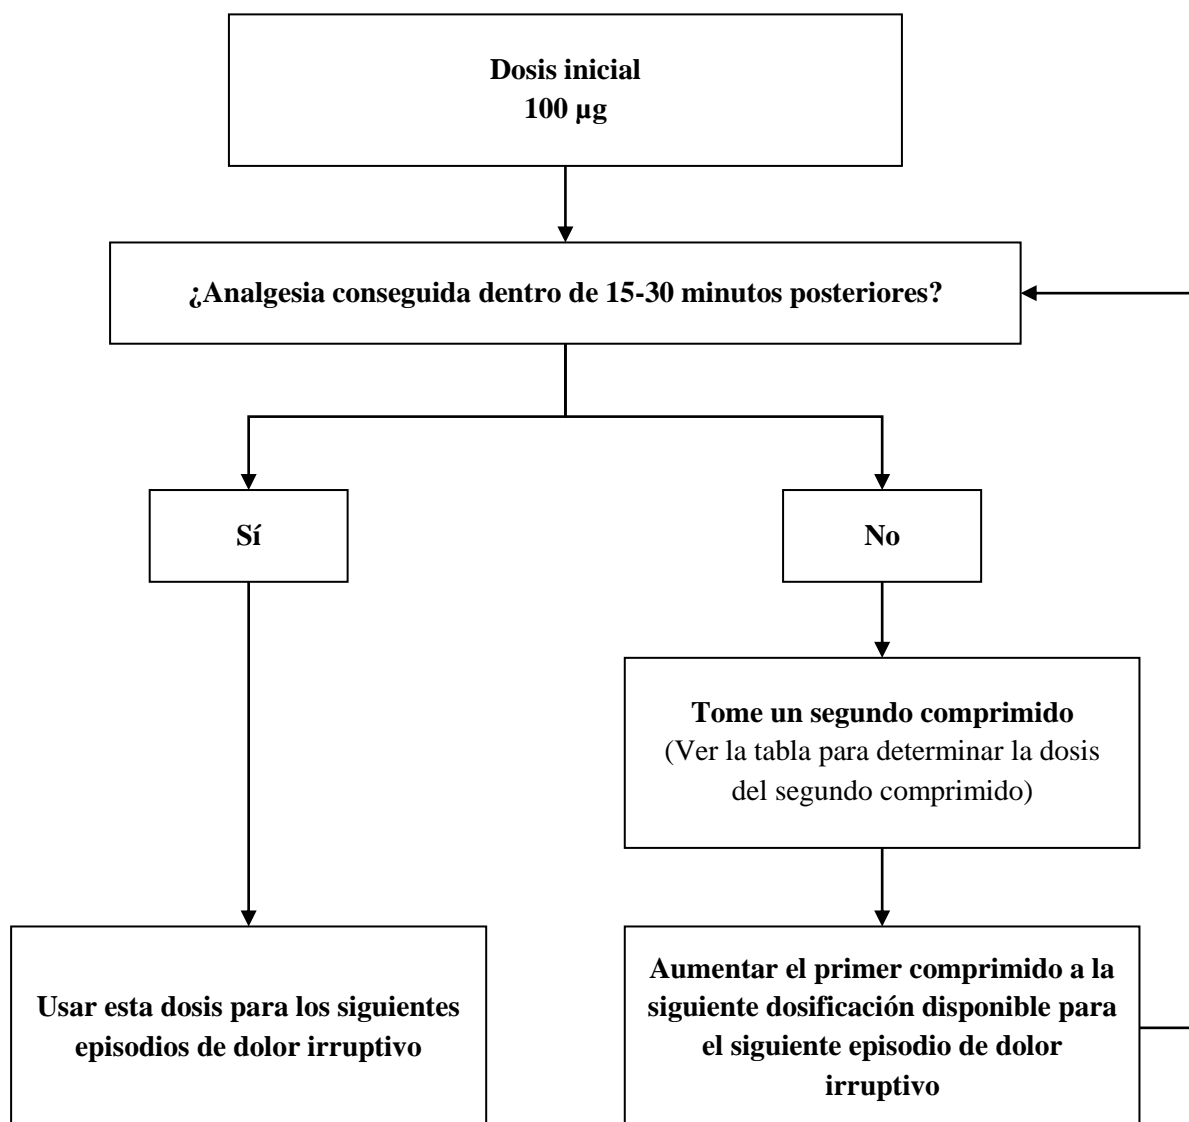 Dosis inicial
100 µg
¿Analgesia conseguida dentro de 15-30 minutos posteriores?
Sí
No
Tome un segundo comprimido
(Ver la tabla para determinar la dosis
del segundo comprimido)
Usar esta dosis para los siguientes
episodios de dolor irruptivo
Aumentar el primer comprimido a la
siguiente dosificación disponible para
el siguiente episodio de dolor
irruptivo